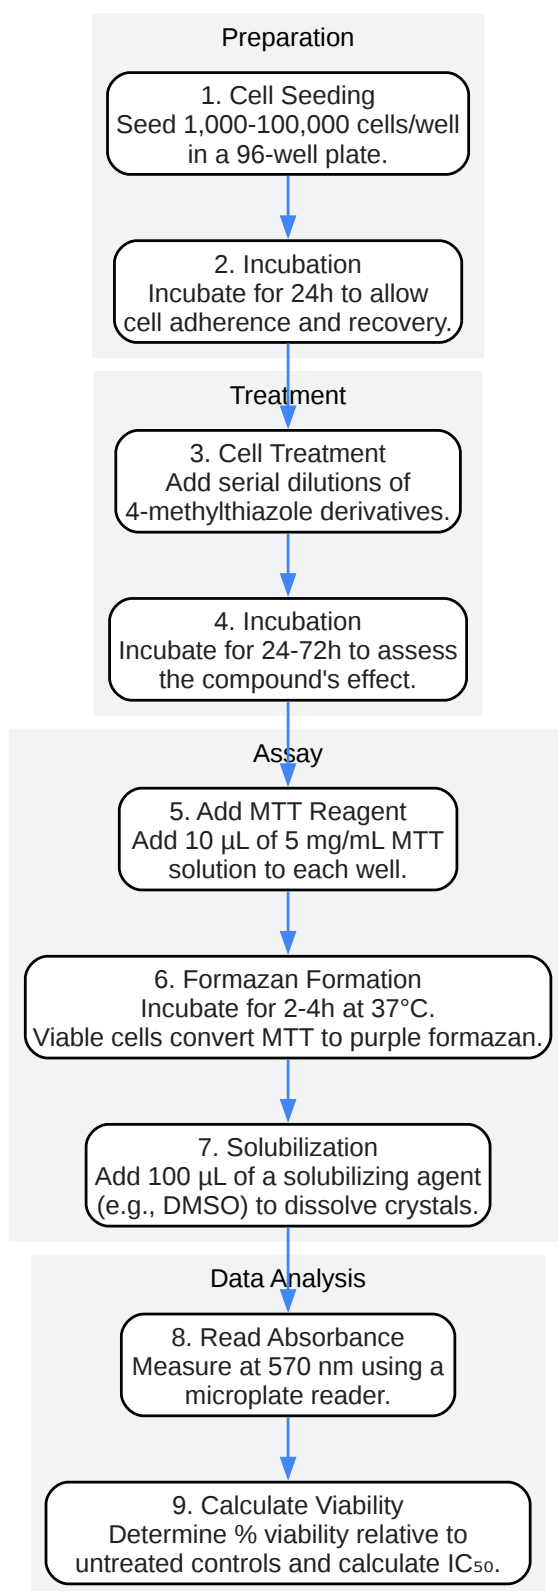 Preparation
1. Cell Seeding
Seed 1,000-100,000 cells/well
in a 96-well plate.
2. Incubation
Incubate for 24h to allow
cell adherence and recovery.
Treatment
3. Cell Treatment
Add serial dilutions of
4-methylthiazole derivatives.
4. Incubation
Incubate for 24-72h to assess
the compound's effect.
Assay
5. Add MTT Reagent
Add 10 µL of 5 mg/mL MTT
solution to each well.
6. Formazan Formation
Incubate for 2-4h at 37°C.
Viable cells convert MTT to purple formazan.
7. Solubilization
Add 100 µL of a solubilizing agent
(e.g., DMSO) to dissolve crystals.
Data Analysis
8. Read Absorbance
Measure at 570 nm using a
microplate reader.
9. Calculate Viability
Determine % viability relative to
untreated controls and calculate IC₅₀.